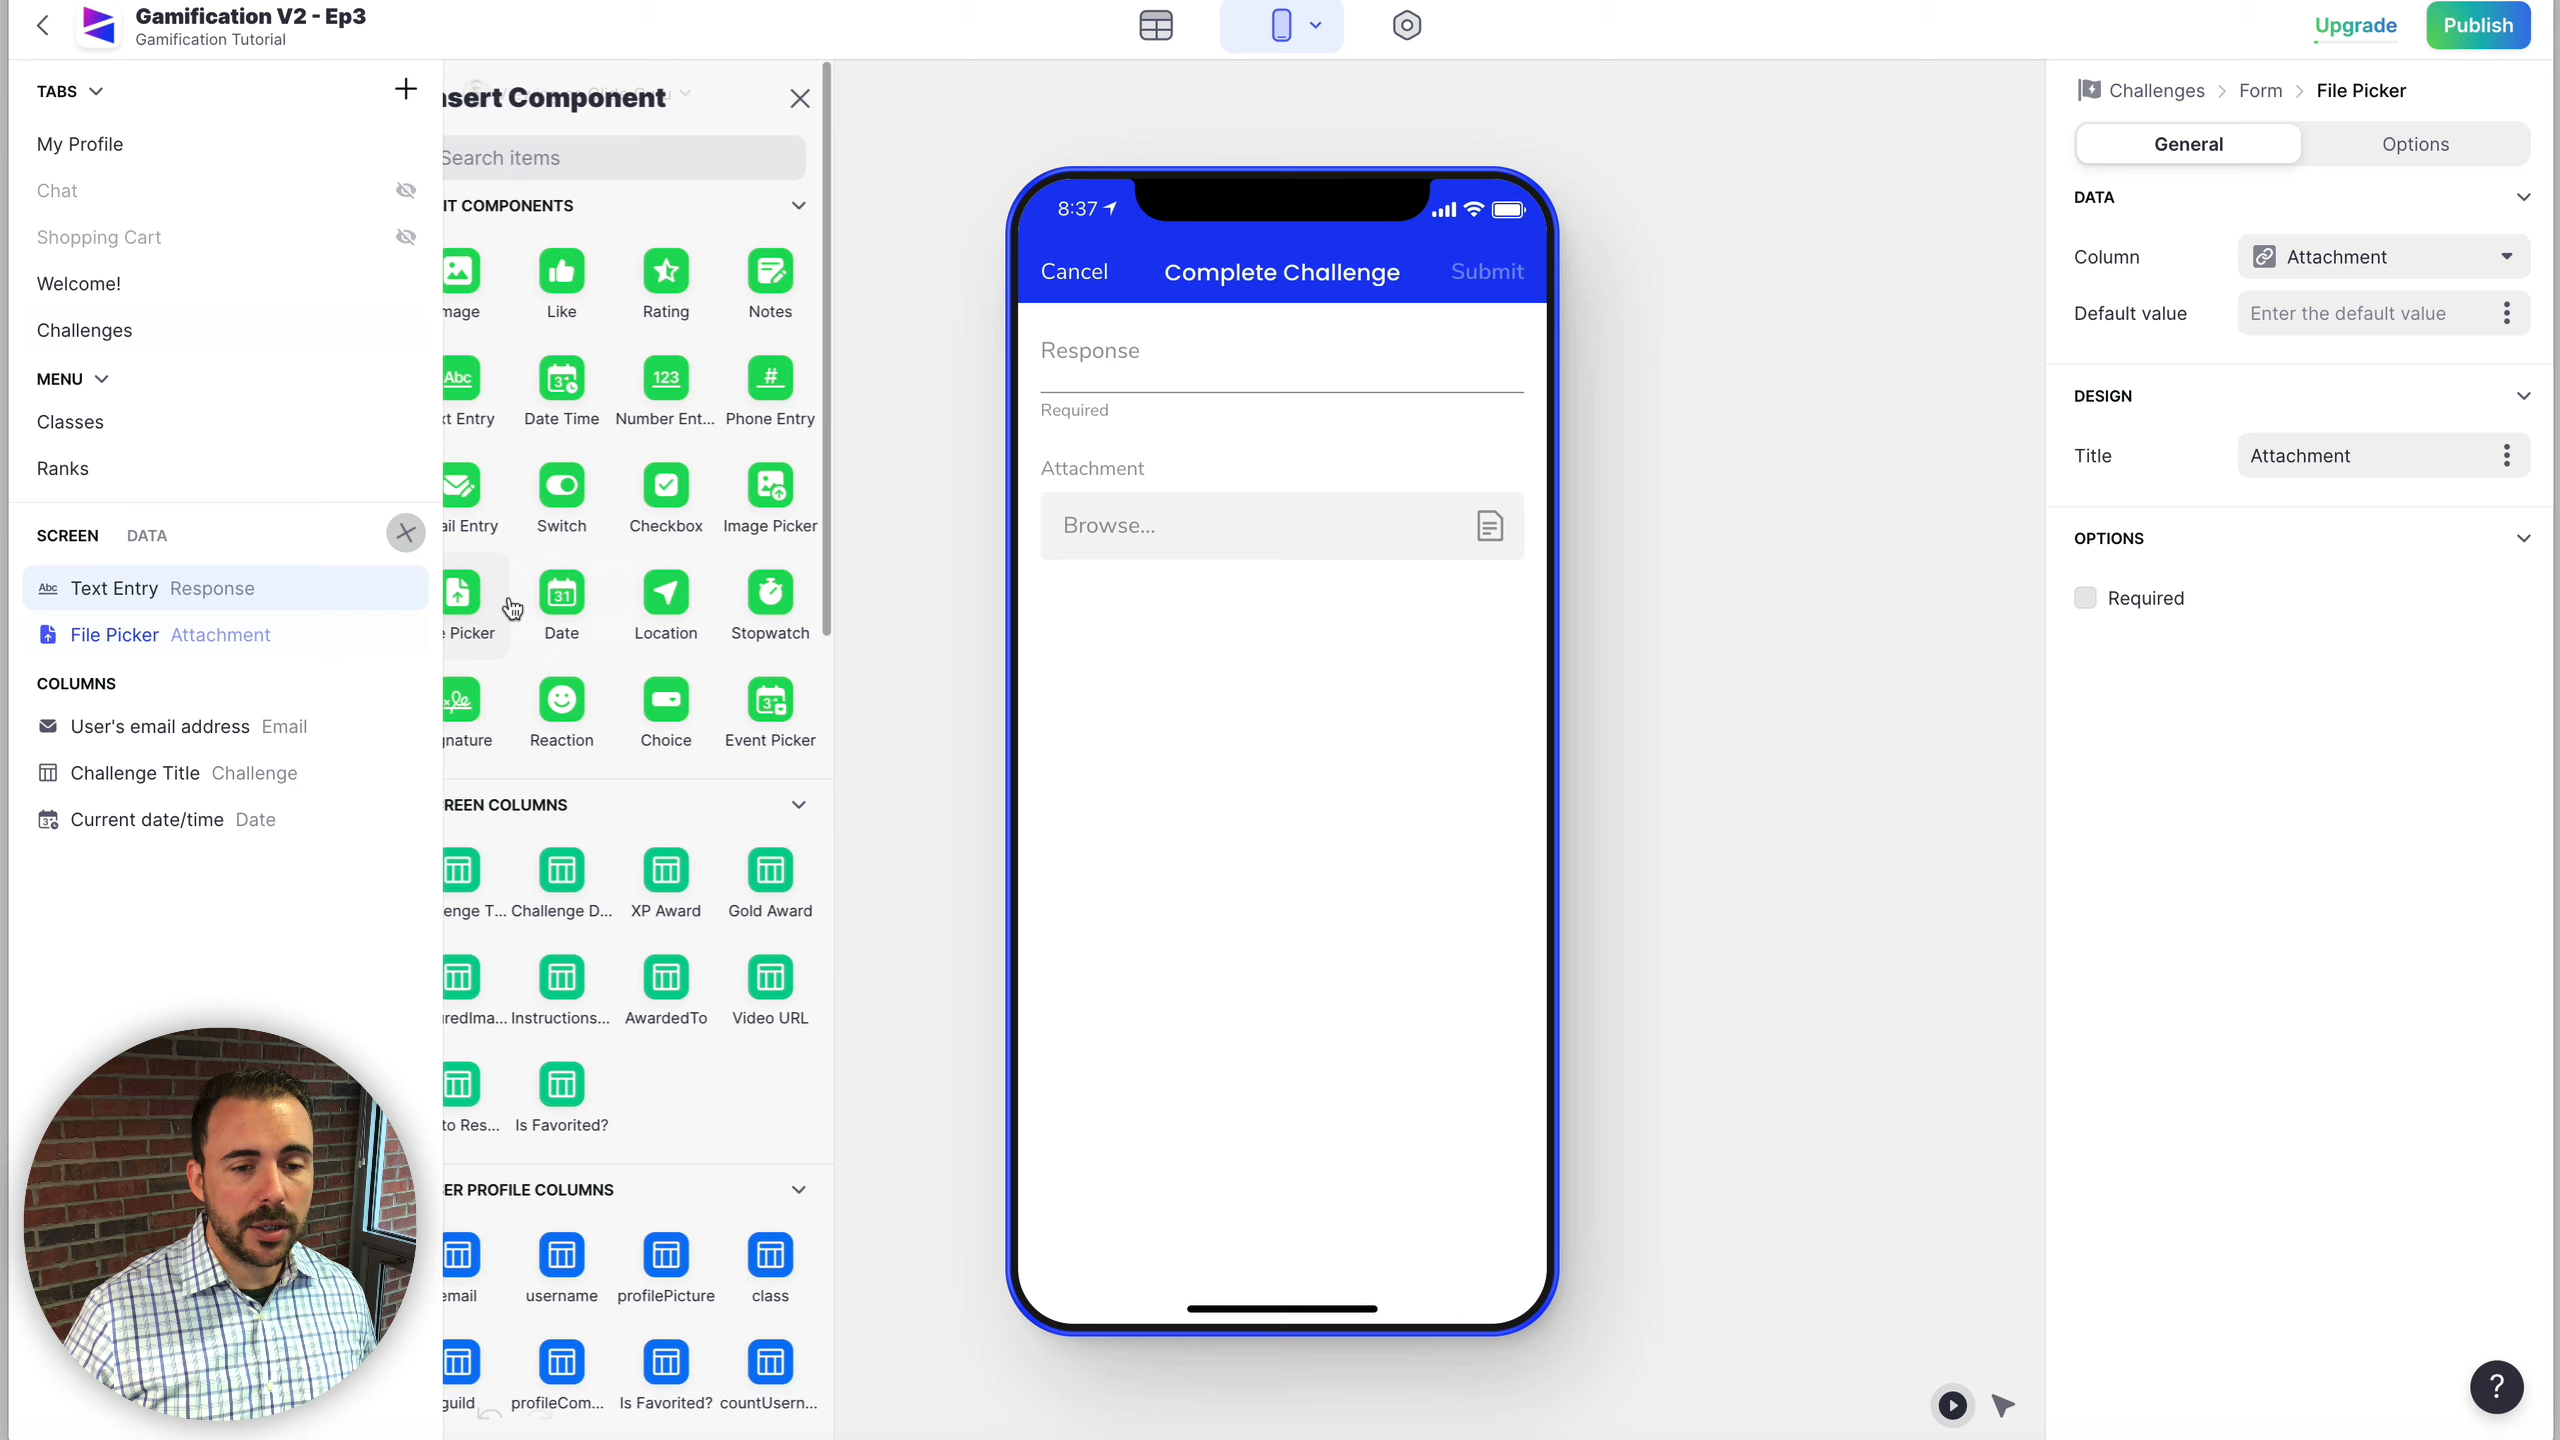 Gamification V2 - Ep3
Gamification Tutorial
Upgrade
Publish
TABS
My Profile
Chat
Shopping Cart
Welcome!
Challenges
MENU
Classes
Ranks
SCREEN DATA
Abc Text Entry Response
File Picker Attachment
COLUMNS
User's email address Email
Challenge Title Challenge
Current date/time Date
nsert Component
Search items
IT COMPONENTS
mage Like Rating Notes
Abc 31 123 #
xt Entry Date Time Number Ent... Phone Entry
ail Entry Switch Checkbox Image Picker
31
e Picker Date Location Stopwatch
gnature Reaction Choice Event Picker
REEN COLUMNS
enge T... Challenge D... XP Award Gold Award
redIma... Instructions... AwardedTo Video URL
to Res... Is Favorited?
ER PROFILE COLUMNS
email username profilePicture class
guild profileCom... Is Favorited? countUsern...
8:37
Cancel Complete Challenge Submit
Response
Required
Attachment
Browse...
Challenges > Form > File Picker
General Options
DATA
Column Attachment
Default value Enter the default value
DESIGN
Title Attachment
OPTIONS
Required
?